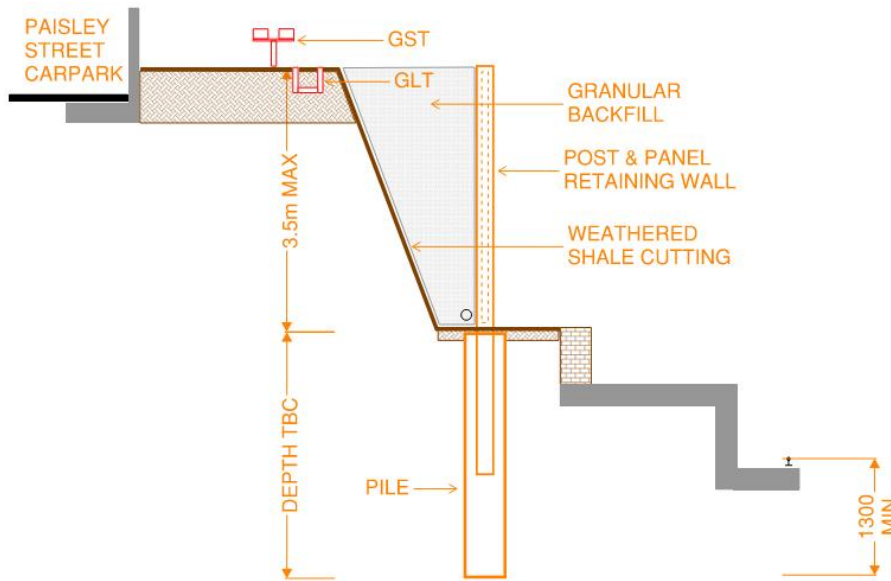 PAISLEY
STREET
CARPARK
GST
GLT
GRANULAR
BACKFILL
POST & PANEL
RETAINING WALL
WEATHERED
SHALE CUTTING
3.5m MAX
DEPTH TBC
PILE
1300
MIN